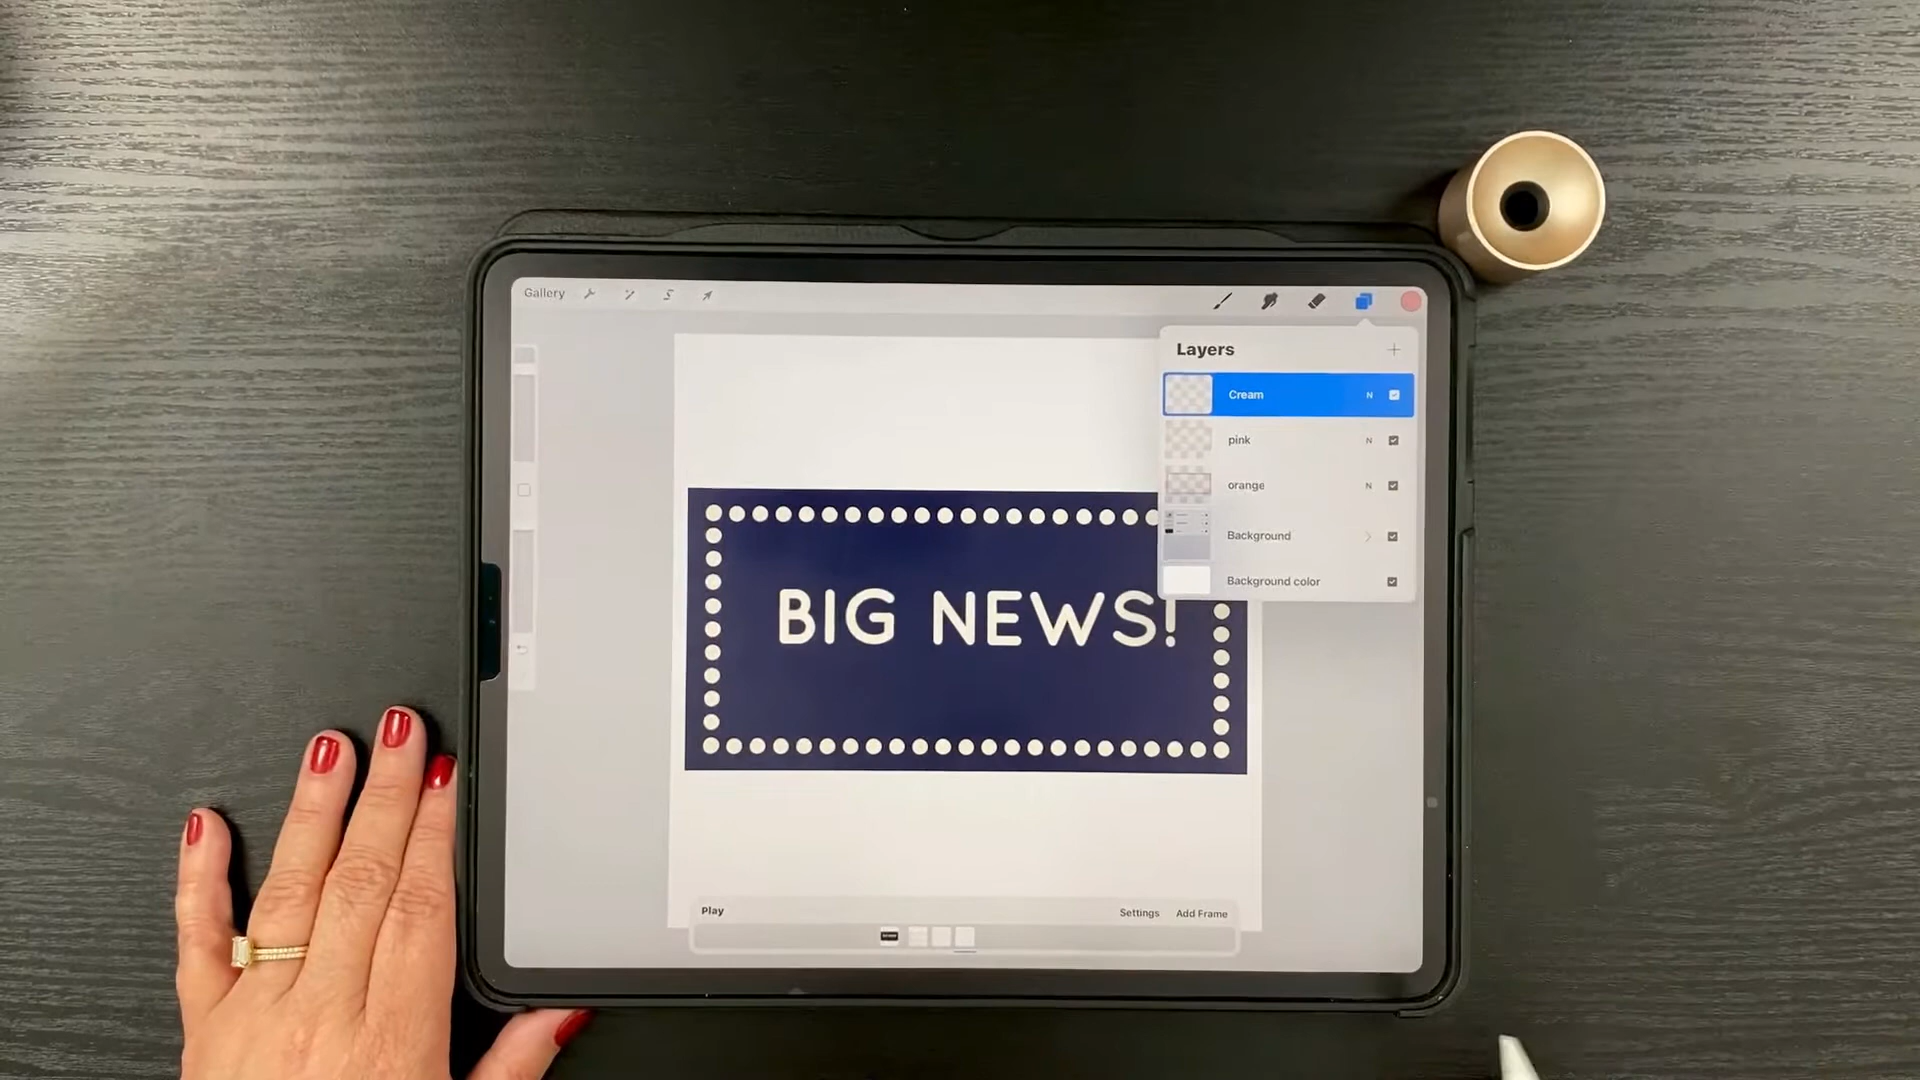 Gallery
Layers
Cream N
pink N
orange N
Background
Background color
BIG NEWS!
Play
Settings Add Frame